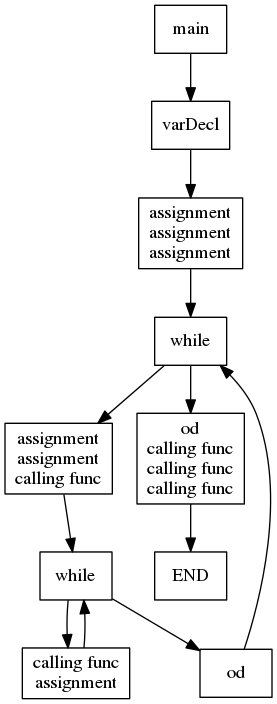 main
varDecl
assignment
assignment
assignment
while
assignment
assignment
calling func
od
calling func
calling func
calling func
while
END
calling func
assignment
od